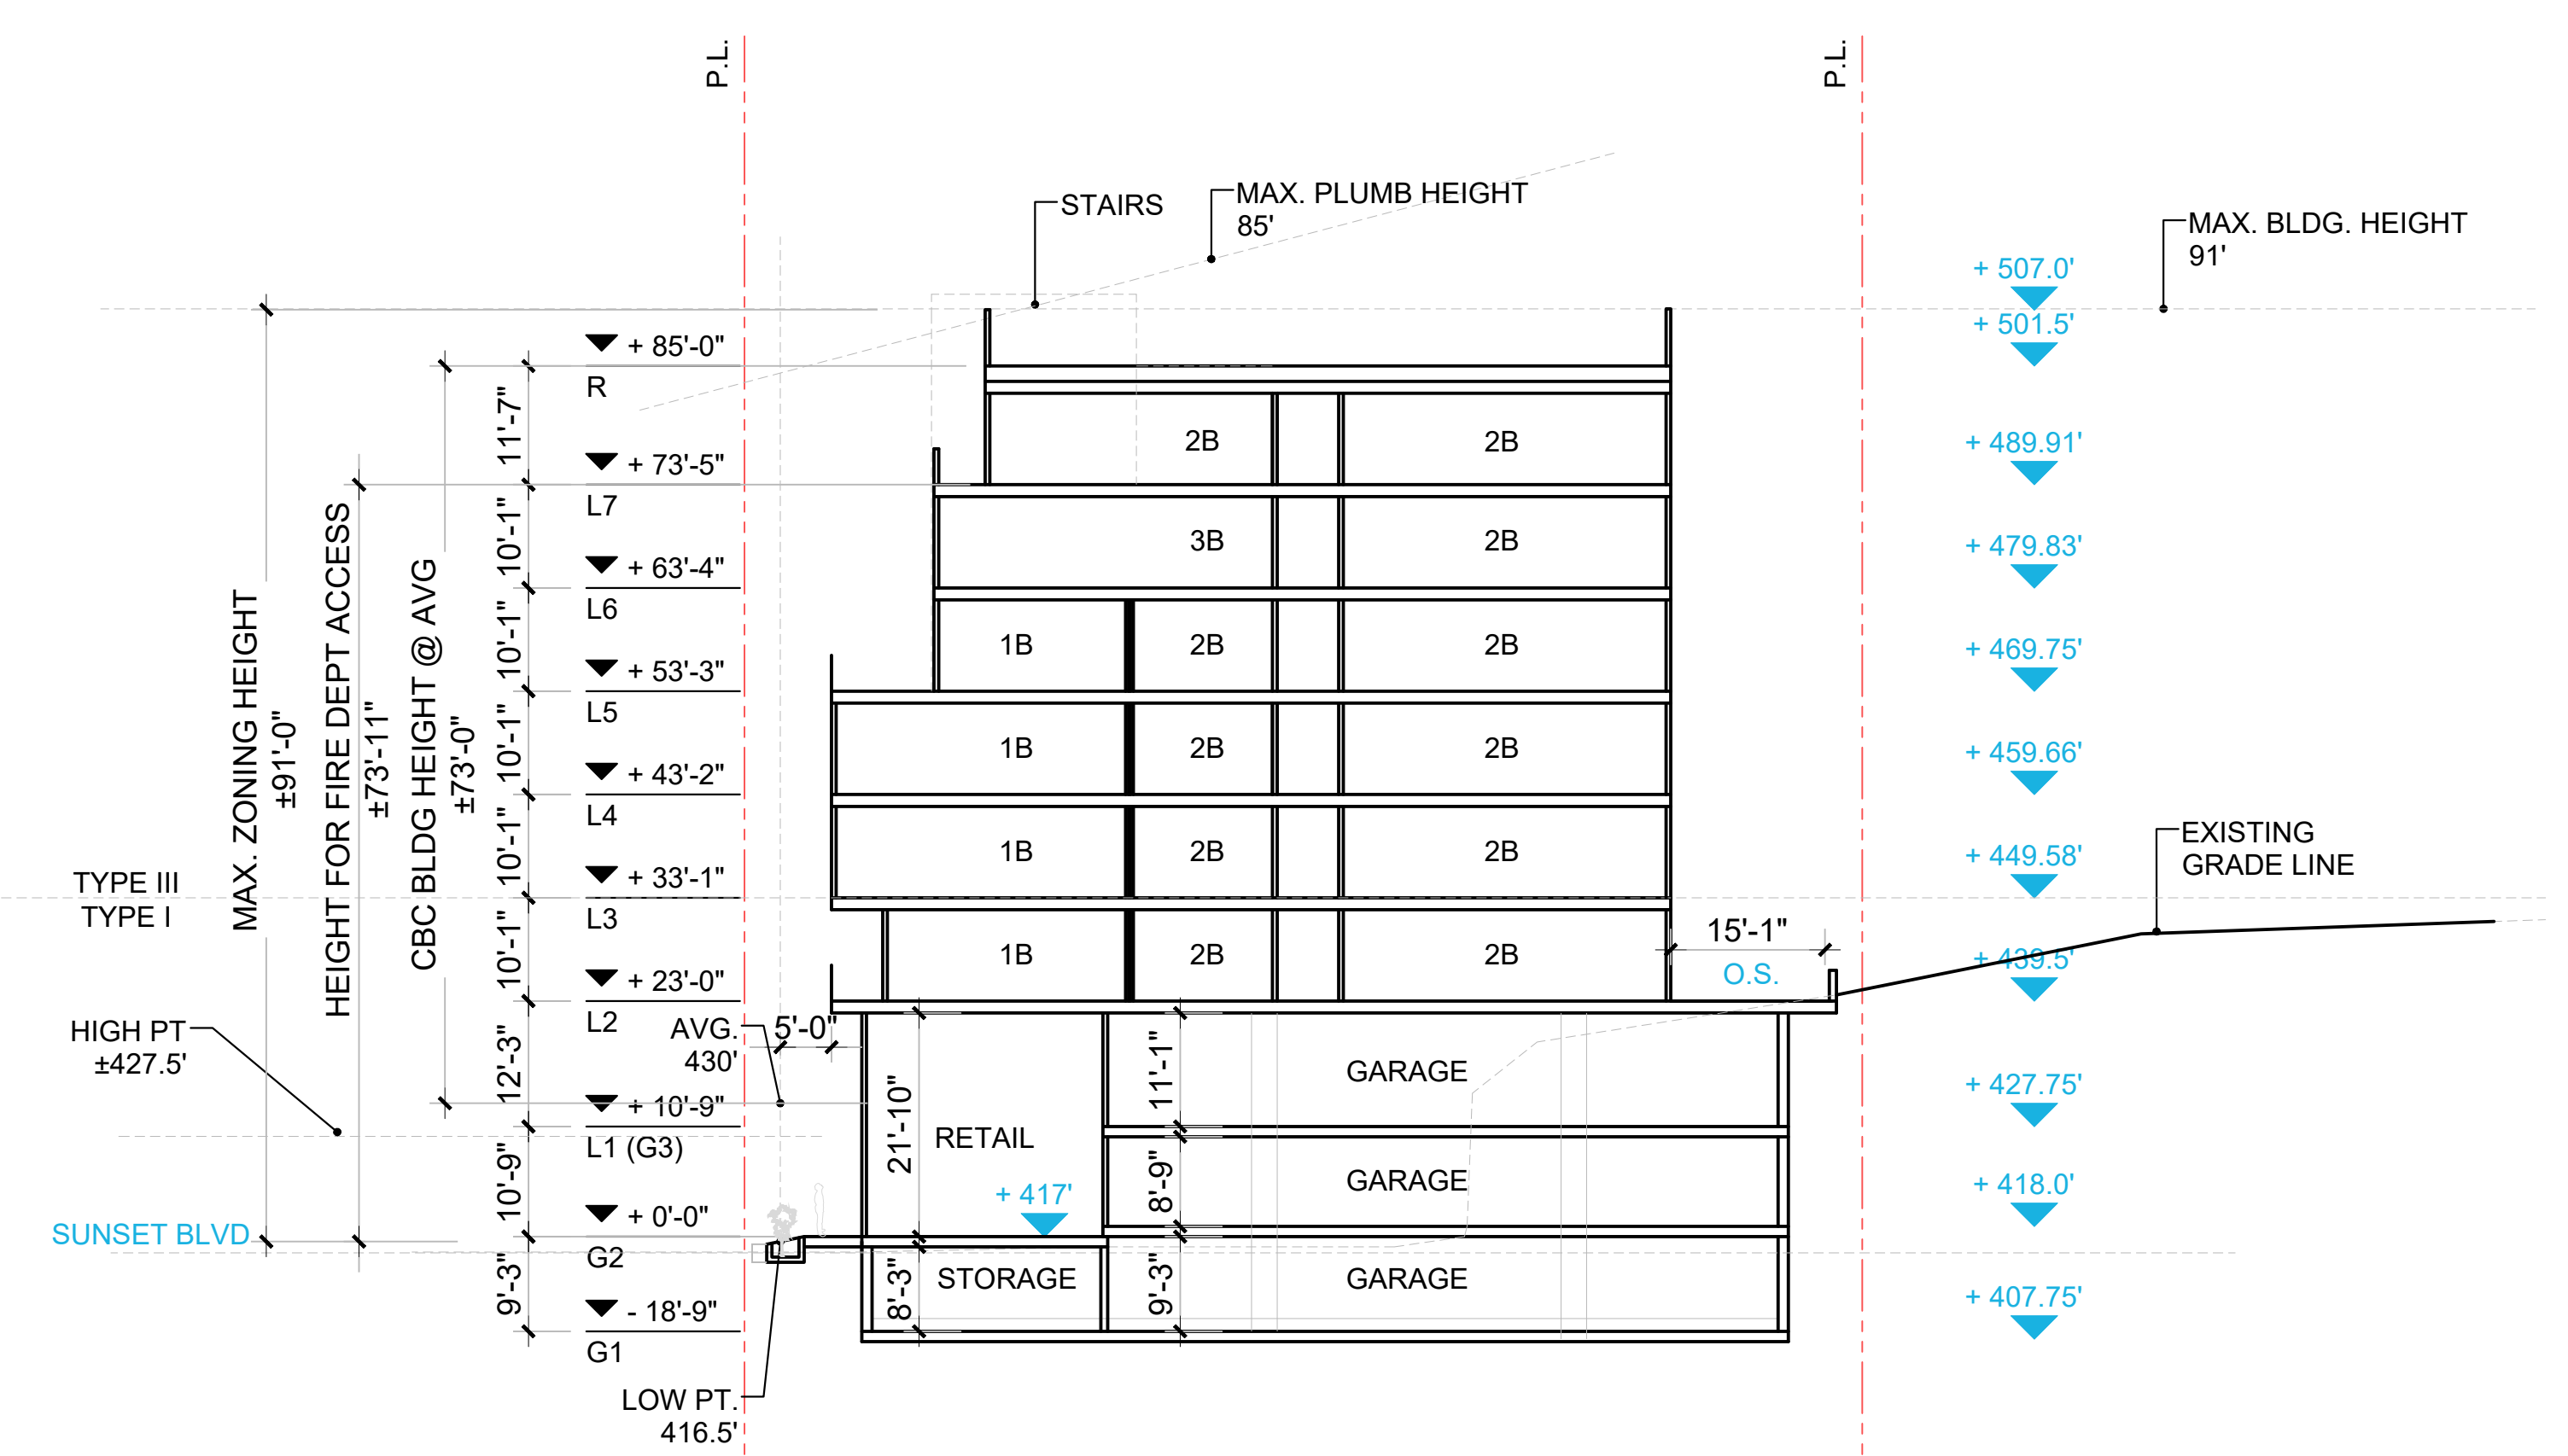 P.L.
P.L.
STAIRS
MAX. PLUMB HEIGHT
85'
MAX. BLDG. HEIGHT
91'
+ 507.0'
+ 501.5'
+ 489.91'
+ 479.83'
+ 469.75'
+ 459.66'
+ 449.58'
+ 439.5'
+ 427.75'
+ 418.0'
+ 407.75'
EXISTING
GRADE LINE
MAX. ZONING HEIGHT
±91'-0"
HEIGHT FOR FIRE DEPT ACCESS
±73'-11"
CBC BLDG HEIGHT @ AVG
±73'-0"
11'-7"
10'-1"
10'-1"
10'-1"
10'-1"
10'-1"
12'-3"
10'-9"
9'-3"
+ 85'-0"
R
+ 73'-5"
L7
+ 63'-4"
L6
+ 53'-3"
L5
+ 43'-2"
L4
+ 33'-1"
L3
+ 23'-0"
L2
+ 10'-9"
L1 (G3)
+ 0'-0"
G2
- 18'-9"
G1
TYPE III
TYPE I
HIGH PT
±427.5'
SUNSET BLVD
AVG.
430'
5'-0"
LOW PT.
416.5'
2B 2B
3B 2B
1B 2B 2B
1B 2B 2B
1B 2B 2B
1B 2B 2B
15'-1"
O.S.
21'-10"
RETAIL
+ 417'
8'-3"
STORAGE
11'-1"
GARAGE
8'-9"
GARAGE
9'-3"
GARAGE